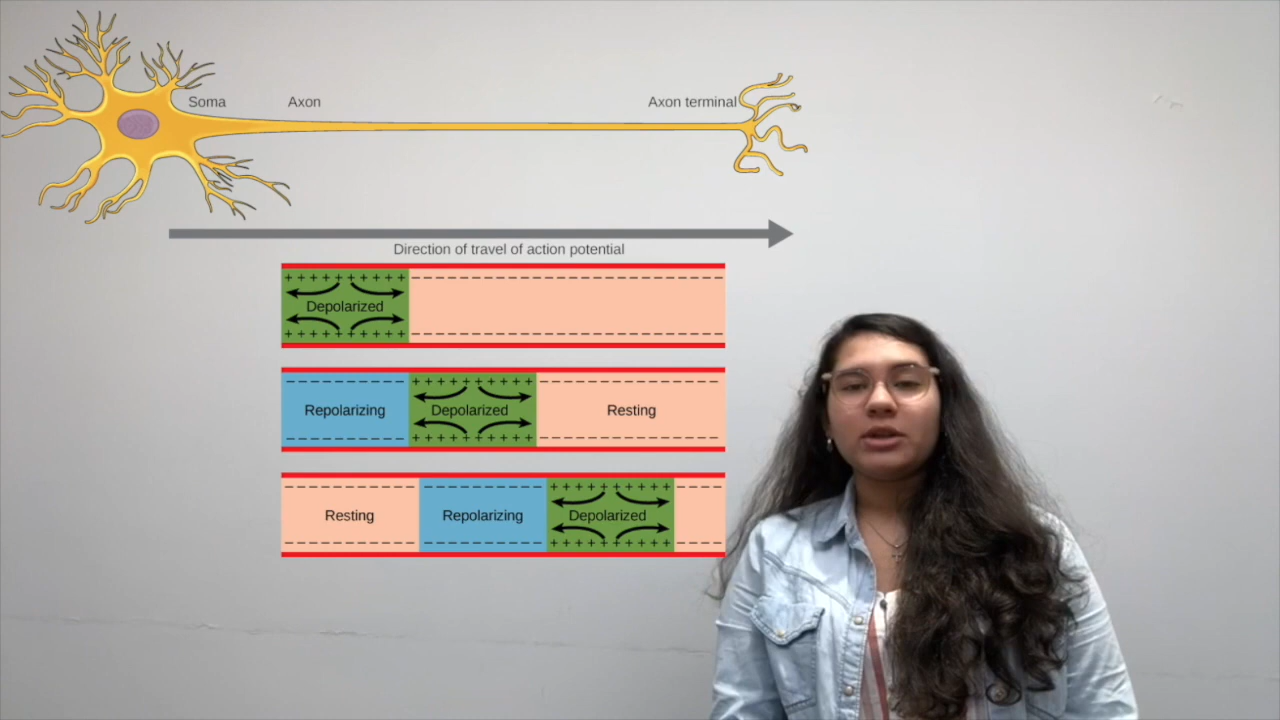 Soma
Axon
Axon terminal
Direction of travel of action potential
+ + + + + + + + +
Depolarized
+ + + + + + + + +
Repolarizing
+ + + + + + + + +
Depolarized
+ + + + + + + + +
Resting
Resting
Repolarizing
+ + + + + + + + +
Depolarized
+ + + + + + + + +